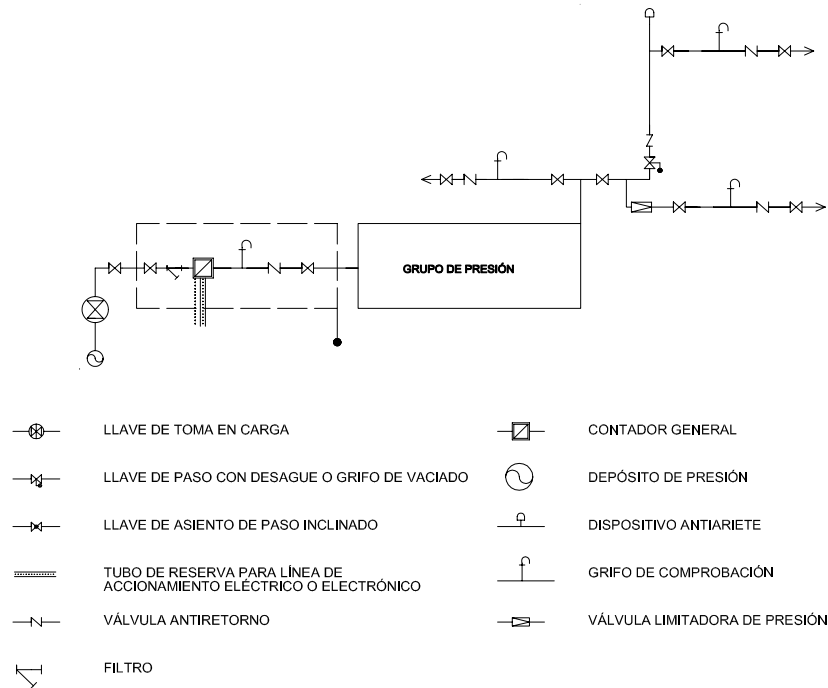 GRUPO DE PRESIÓN
LLAVE DE TOMA EN CARGA
CONTADOR GENERAL
LLAVE DE PASO CON DESAGUE O GRIFO DE VACIADO
DEPÓSITO DE PRESIÓN
LLAVE DE ASIENTO DE PASO INCLINADO
DISPOSITIVO ANTIARIETE
TUBO DE RESERVA PARA LÍNEA DE
ACCIONAMIENTO ELÉCTRICO O ELECTRÓNICO
GRIFO DE COMPROBACIÓN
VÁLVULA ANTIRETORNO
VÁLVULA LIMITADORA DE PRESIÓN
FILTRO